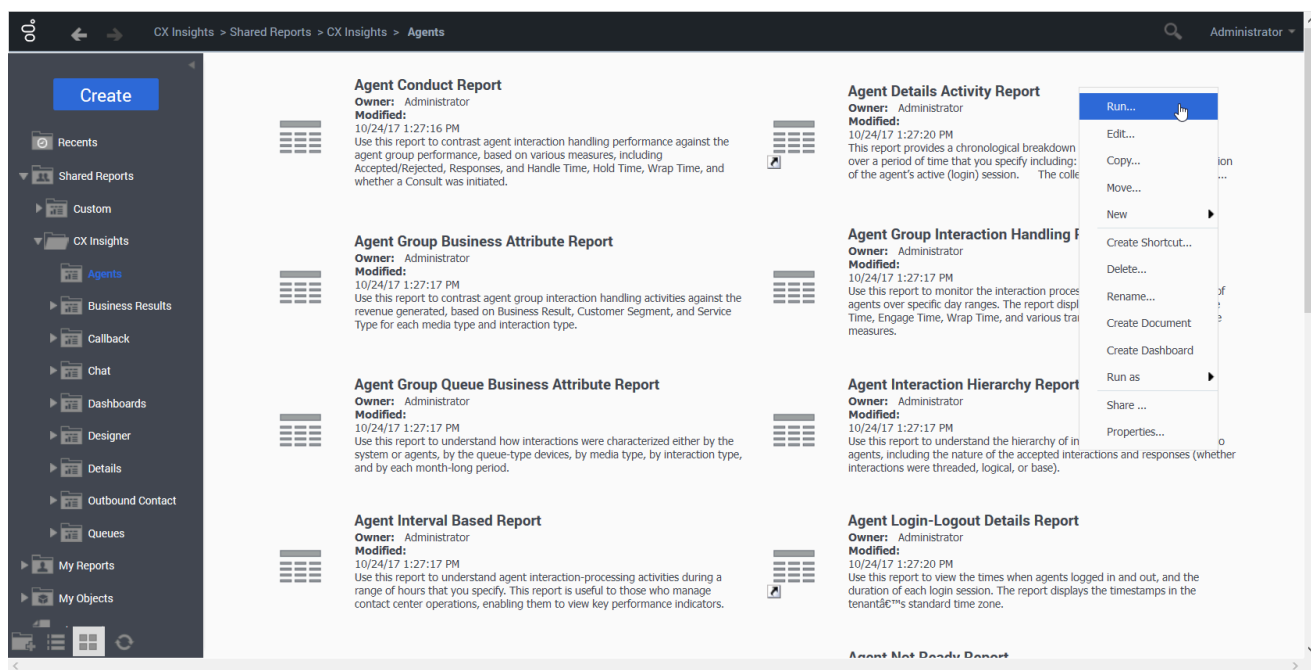 CX Insights > Shared Reports > CX Insights > Agents
Administrator
Create
Recents
Shared Reports
Custom
CX Insights
Agents
Business Results
Callback
Chat
Dashboards
Designer
Details
Outbound Contact
Queues
My Reports
My Objects
Agent Conduct Report
Owner: Administrator
Modified:
10/24/17 1:27:16 PM
Use this report to contrast agent interaction handling performance against the
agent group performance, based on various measures, including
Accepted/Rejected, Responses, and Handle Time, Hold Time, Wrap Time, and
whether a Consult was initiated.
Agent Details Activity Report
Owner: Administrator
Modified:
10/24/17 1:27:20 PM
This report provides a chronological breakdown
over a period of time that you specify including: ion
of the agent's active (login) session. The colle ...
Agent Group Business Attribute Report
Owner: Administrator
Modified:
10/24/17 1:27:17 PM
Use this report to contrast agent group interaction handling activities against the
revenue generated, based on Business Result, Customer Segment, and Service
Type for each media type and interaction type.
Agent Group Interaction Handling
Owner: Administrator
Modified:
10/24/17 1:27:17 PM
Use this report to monitor the interaction proces of
agents over specific day ranges. The report displ
Time, Engage Time, Wrap Time, and various tra e
measures.
Agent Group Queue Business Attribute Report
Owner: Administrator
Modified:
10/24/17 1:27:17 PM
Use this report to understand how interactions were characterized either by the
system or agents, by the queue-type devices, by media type, by interaction type,
and by each month-long period.
Agent Interaction Hierarchy Report
Owner: Administrator
Modified:
10/24/17 1:27:17 PM
Use this report to understand the hierarchy of in o
agents, including the nature of the accepted interactions and responses (whether
interactions were threaded, logical, or base).
Agent Interval Based Report
Owner: Administrator
Modified:
10/24/17 1:27:17 PM
Use this report to understand agent interaction-processing activities during a
range of hours that you specify. This report is useful to those who manage
contact center operations, enabling them to view key performance indicators.
Agent Login-Logout Details Report
Owner: Administrator
Modified:
10/24/17 1:27:20 PM
Use this report to view the times when agents logged in and out, and the
duration of each login session. The report displays the timestamps in the
tenantâ€™s standard time zone.
Agent Not Ready Report
Run...
Edit...
Copy...
Move...
New
Create Shortcut...
Delete...
Rename...
Create Document
Create Dashboard
Run as
Share ...
Properties...